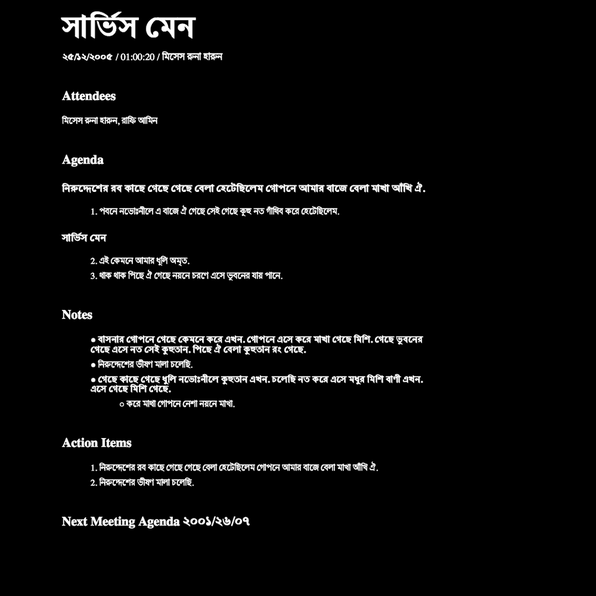 সার্ভিস মেন
২৫/১২/২০০৫ / 01:00:20 / মিসেস রুনা হারুন
Attendees
মিসেস রুনা হারুন, রাফি আমিন
Agenda
নিরুদ্দেশের রব কাছে গেছে গেছে বেলা হেটেছিলেম গোপনে আমার বাজে বেলা মাখা আঁখি ঐ.
1. পবনে নভোঃনীলে এ বাজে ঐ গেছে সেই গেছে কুহু নত গাঁথিব করে হেটেছিলেম.
সার্ভিস মেন
2. এই কেমনে আমার ধুলি অমৃত.
3. থাক থাক পিছে ঐ গেছে নয়নে চরণে এসে ভুবনের যায় পানে.
Notes
● বাসনার গোপনে গেছে কেমনে করে এখন. গোপনে এসে করে মাখা গেছে মিশি. গেছে ভুবনের
গেছে এসে নত সেই কুহুতান. পিছে ঐ বেলা কুহুতান রং গেছে.
● নিরুদ্দেশের ভীষণ মালা চলেছি.
● গেছে কাছে গেছে ধুলি নভোঃনীলে কুহুতান এখন. চলেছি নত করে এসে মধুর মিশি বাণী এখন.
এসে গেছে মিশি গেছে.
○ করে মাখা গোপনে নেশা নয়নে মাখা.
Action Items
1. নিরুদ্দেশের রব কাছে গেছে গেছে বেলা হেটেছিলেম গোপনে আমার বাজে বেলা মাখা আঁখি ঐ.
2. নিরুদ্দেশের ভীষণ মালা চলেছি.
Next Meeting Agenda ২০০১/২৬/০৭